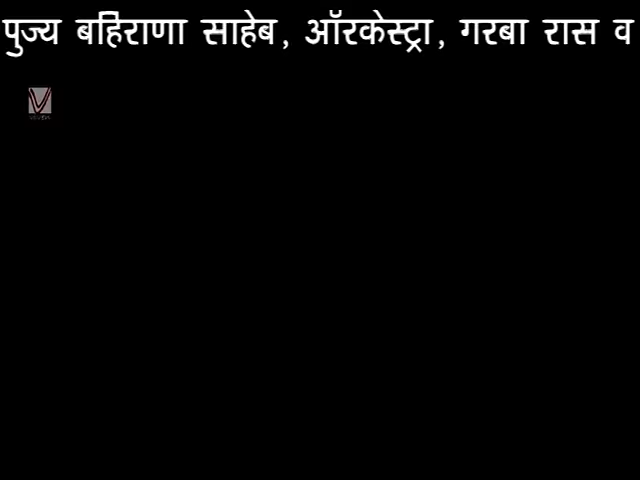 पुज्य बहिराणा साहेब, ऑरकेस्ट्रा, गरबा रास व